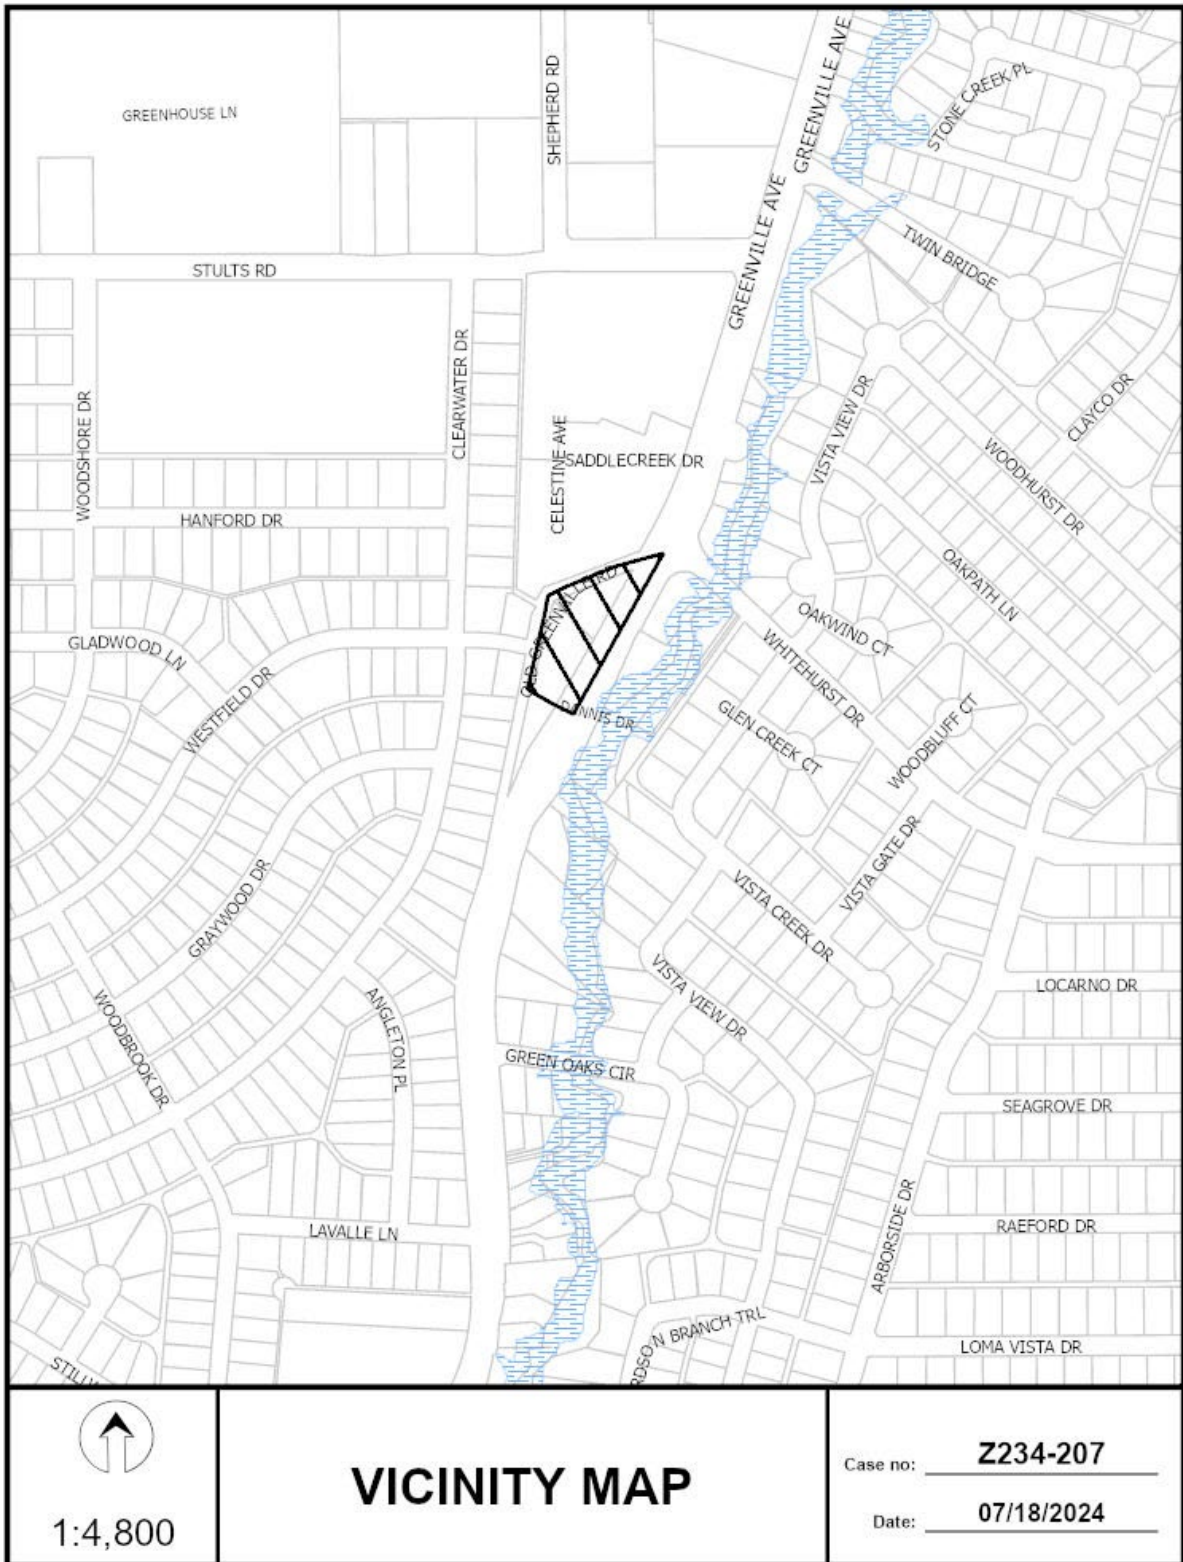 GREENVILLE AVE
STONE CREEK PL
SHEPHERD RD
GREENHOUSE LN
GREENVILLE AVE
TWIN BRIDGE
STULTS RD
CLEARWATER DR
WOODSHORE DR
CLAYCO DR
VISTA VIEW DR
CELESTINE AVE
SADDLECREEK DR
WOODHURST DR
HANFORD DR
OAKPATH LN
OLD GREENVILLE RD
OAKWIND CT
GLADWOOD LN
WHITEHURST DR
WESTFIELD DR
DENNIS DR
GLEN CREEK CT
WOODBLUFF CT
VISTA GATE DR
GRAYWOOD DR
VISTA CREEK DR
VISTA VIEW DR
LOCARNO DR
WOODBROOK DR
ANGLETON PL
GREEN OAKS CIR
SEAGROVE DR
ARBORSIDE DR
RAEFORD DR
LAVALLE LN
RDSON BRANCH TRL
LOMA VISTA DR
1:4,800
VICINITY MAP
Case no: Z234-207
Date: 07/18/2024